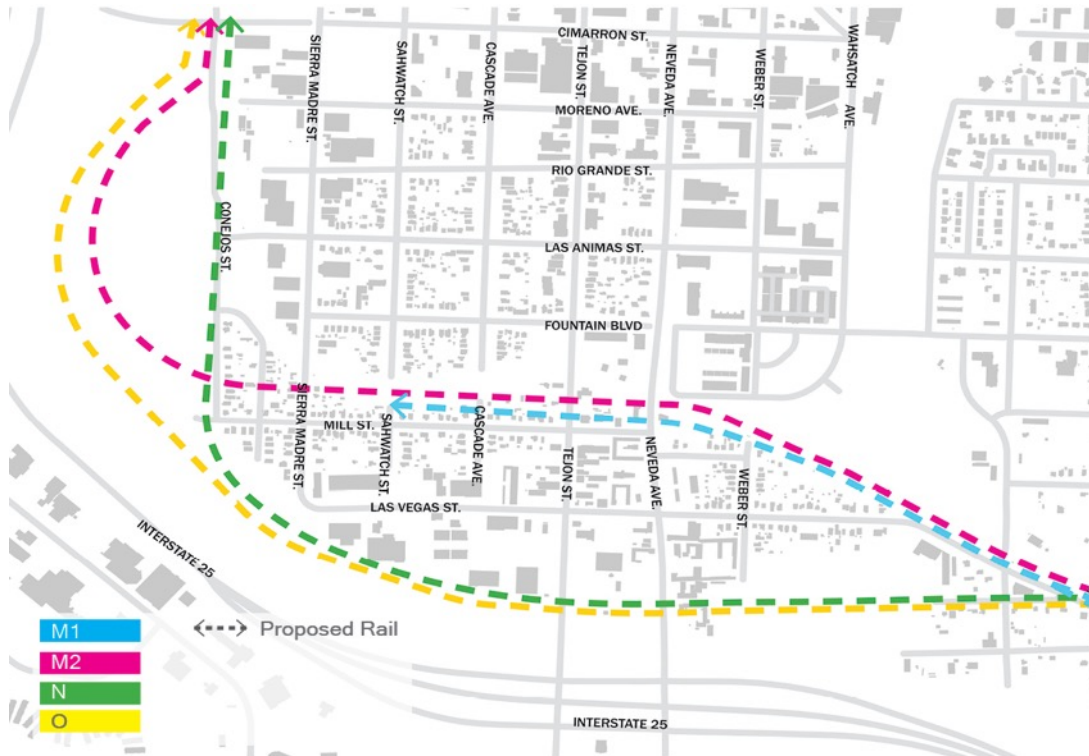 CIMARRON ST.
SIERRA MADRE ST.
SAHWATCH ST.
CASCADE AVE.
TEJON ST.
NEVEDA AVE.
WEBER ST.
WAHSATCH AVE.
MORENO AVE.
RIO GRANDE ST.
CONEJOS ST.
LAS ANIMAS ST.
FOUNTAIN BLVD
SIERRA MADRE ST.
MILL ST.
SAHWATCH ST.
CASCADE AVE.
TEJON ST.
NEVEDA AVE.
WEBER ST.
LAS VEGAS ST.
INTERSTATE 25
M1
Proposed Rail
M2
N
O
INTERSTATE 25